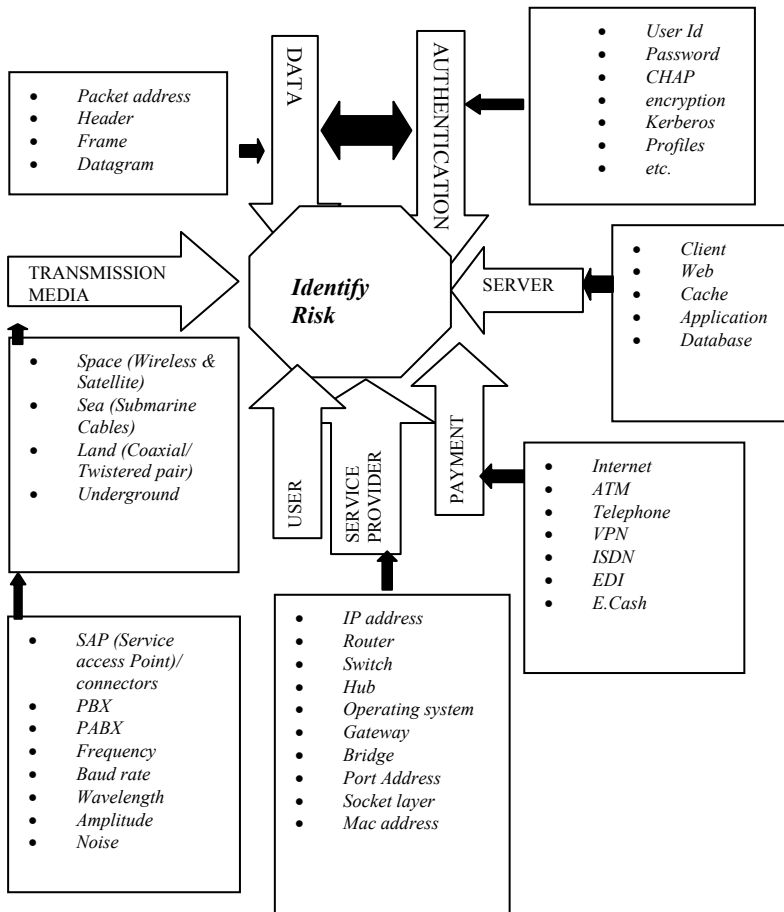 DATA
AUTHENTICATION
• User Id
• Password
• CHAP
• encryption
• Kerberos
• Profiles
• etc.
• Packet address
• Header
• Frame
• Datagram
TRANSMISSION
MEDIA
Identify
Risk
SERVER
• Client
• Web
• Cache
• Application
• Database
• Space (Wireless &
Satellite)
• Sea (Submarine
Cables)
• Land (Coaxial/
Twistered pair)
• Underground
USER
SERVICE
PROVIDER
PAYMENT
• Internet
• ATM
• Telephone
• VPN
• ISDN
• EDI
• E.Cash
• SAP (Service
access Point)/
connectors
• PBX
• PABX
• Frequency
• Baud rate
• Wavelength
• Amplitude
• Noise
• IP address
• Router
• Switch
• Hub
• Operating system
• Gateway
• Bridge
• Port Address
• Socket layer
• Mac address